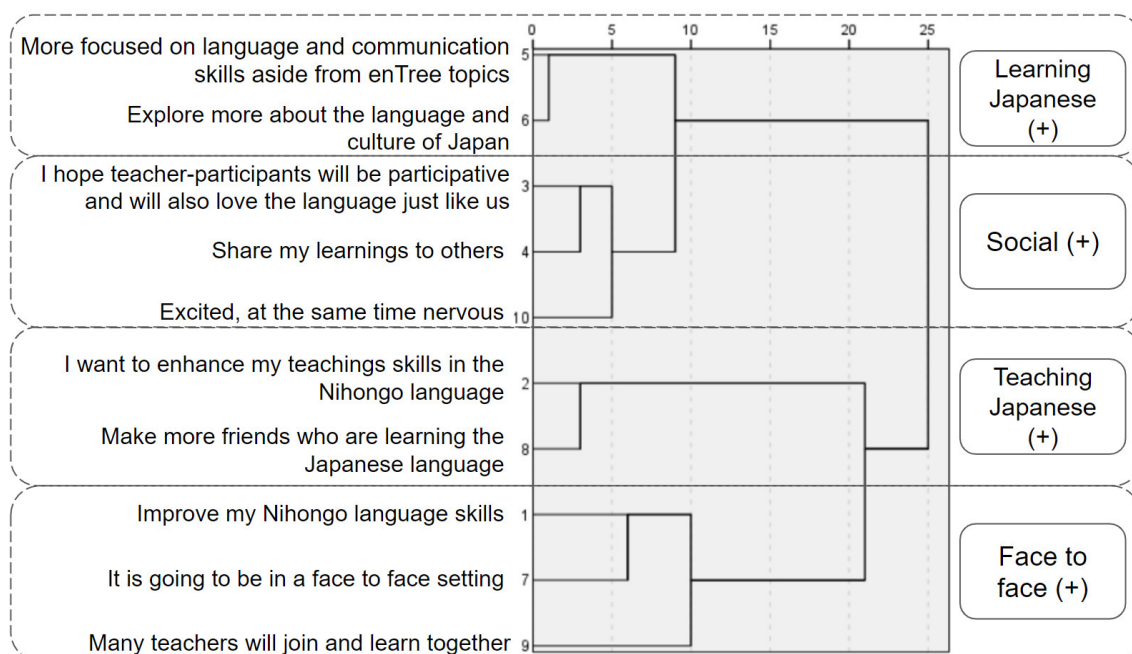 0 5 10 15 20 25
More focused on language and communication
skills aside from enTree topics
5
Explore more about the language and
culture of Japan
6
Learning
Japanese
(+)
I hope teacher-participants will be participative
and will also love the language just like us
3
Share my learnings to others
4
Excited, at the same time nervous
10
Social (+)
I want to enhance my teachings skills in the
Nihongo language
2
Make more friends who are learning the
Japanese language
8
Teaching
Japanese
(+)
Improve my Nihongo language skills
1
It is going to be in a face to face setting
7
Many teachers will join and learn together
9
Face to
face (+)